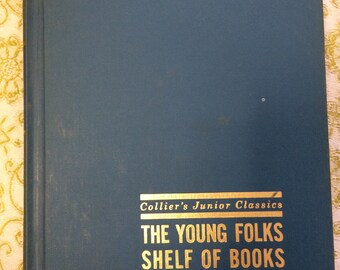 Collier's Junior Classics
THE YOUNG FOLKS
SHELF OF BOOKS